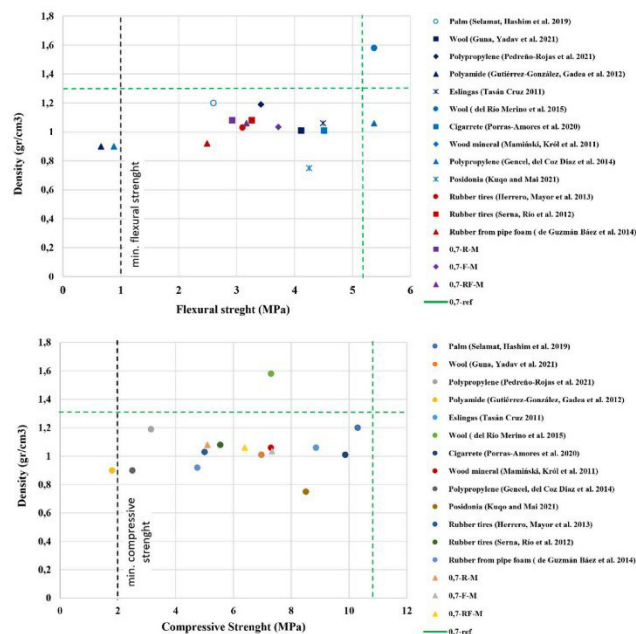 1,8
1,6
1,4
1,2
1
0,8
0,6
0,4
0,2
0
Density (gr/cm3)
min. flexural strenght
0 1 2 3 4 5 6
Flexural streght (MPa)
Palm (Selamat, Hashim et al. 2019)
Wool (Guna, Yadav et al. 2021)
Polypropylene (Pedreño-Rojas et al. 2021)
Polyamide (Gutiérrez-González, Gadea et al. 2012)
Eslingas (Tasán Cruz 2011)
Wool ( del Río Merino et al. 2015)
Cigarrete (Porras-Amores et al. 2020)
Wood mineral (Mamiński, Król et al. 2011)
Polypropylene (Gencel, del Coz Diaz et al. 2014)
Posidonia (Kuqo and Mai 2021)
Rubber tires (Herrero, Mayor et al. 2013)
Rubber tires (Serna, Río et al. 2012)
Rubber from pipe foam ( de Guzmán Báez et al. 2014)
0,7-R-M
0,7-F-M
0,7-RF-M
0,7-ref
1,8
1,6
1,4
1,2
1
0,8
0,6
0,4
0,2
0
Density (gr/cm3)
min. compressive
strenght
0 2 4 6 8 10 12
Compressive Strenght (MPa)
Palm (Selamat, Hashim et al. 2019)
Wool (Guna, Yadav et al. 2021)
Polypropylene (Pedreño-Rojas et al. 2021)
Polyamide (Gutiérrez-González, Gadea et al. 2012)
Eslingas (Tasán Cruz 2011)
Wool ( del Río Merino et al. 2015)
Cigarrete (Porras-Amores et al. 2020)
Wood mineral (Mamiński, Król et al. 2011)
Polypropylene (Gencel, del Coz Diaz et al. 2014)
Posidonia (Kuqo and Mai 2021)
Rubber tires (Herrero, Mayor et al. 2013)
Rubber tires (Serna, Río et al. 2012)
Rubber from pipe foam ( de Guzmán Báez et al. 2014)
0,7-R-M
0,7-F-M
0,7-RF-M
0,7-ref